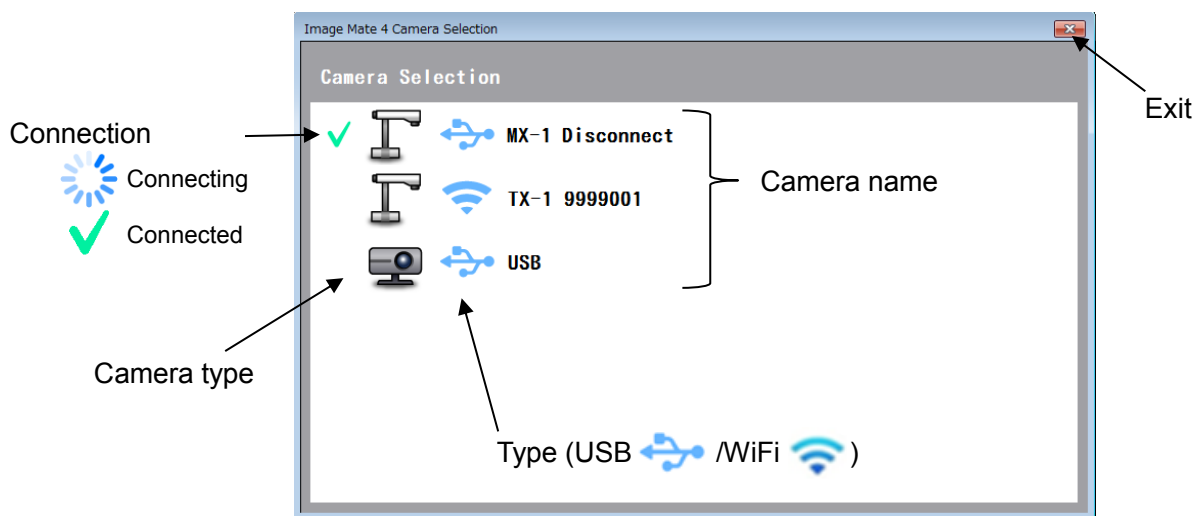 Image Mate 4 Camera Selection
Camera Selection
Exit
Connection
Connecting
Connected
MX-1 Disconnect
TX-1 9999001
USB
Camera name
Camera type
Type (USB /WiFi )